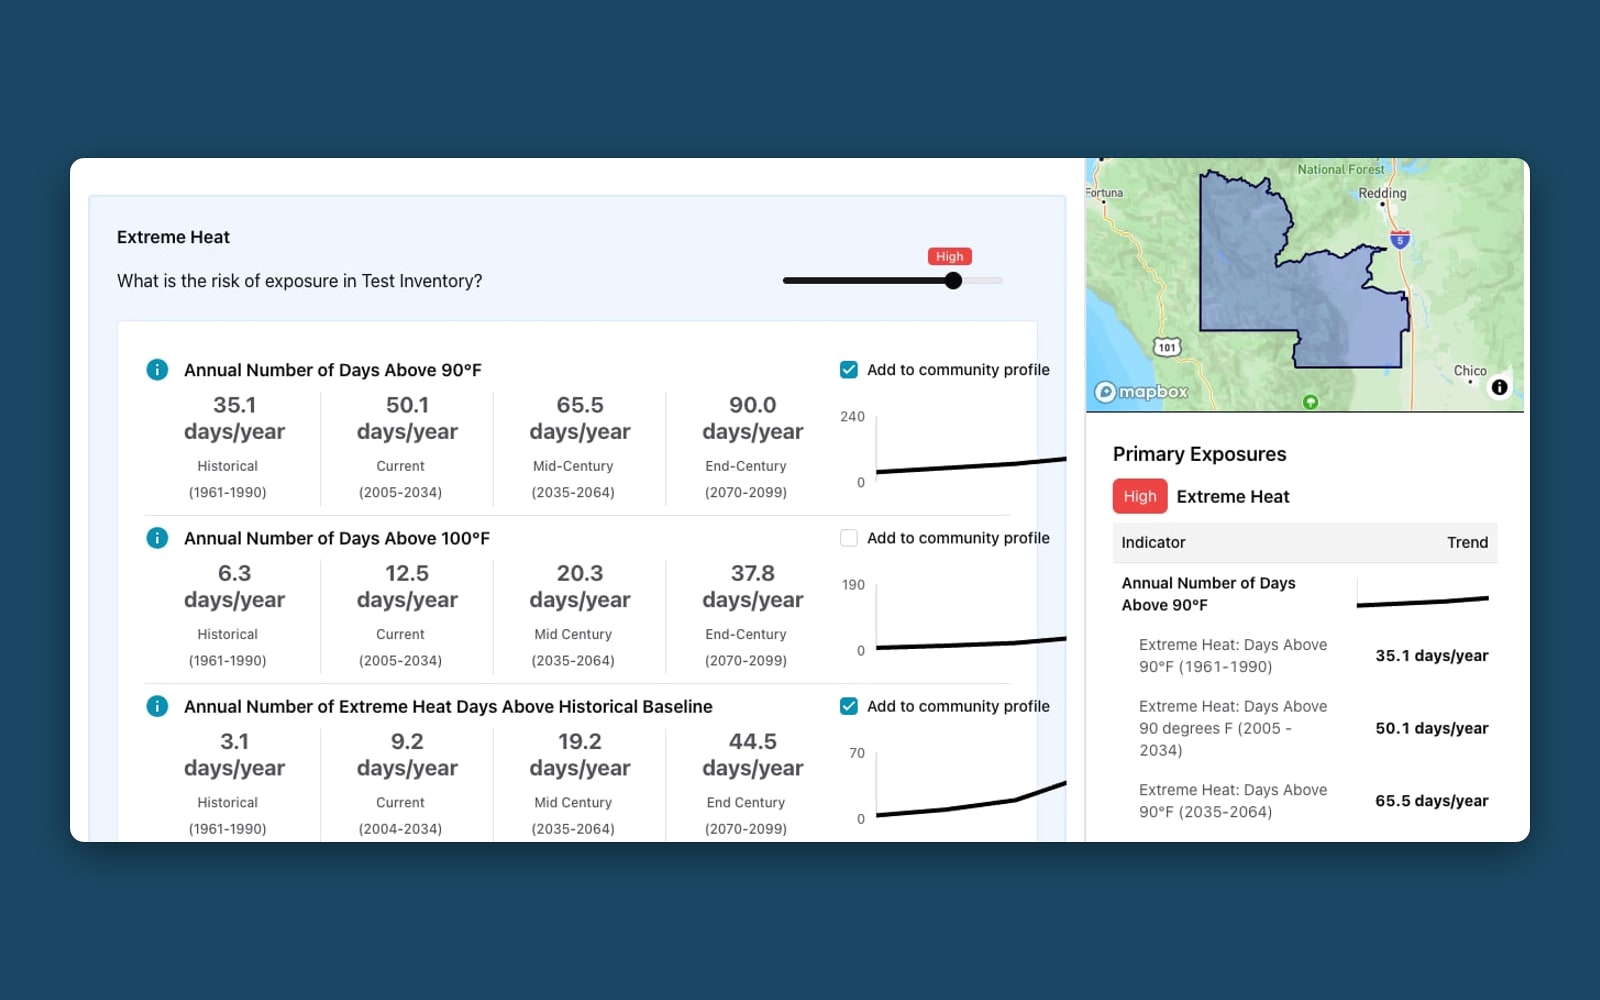 Extreme Heat
What is the risk of exposure in Test Inventory?
High
Annual Number of Days Above 90°F
Add to community profile
35.1
days/year
Historical
(1961-1990)
50.1
days/year
Current
(2005-2034)
65.5
days/year
Mid-Century
(2035-2064)
90.0
days/year
End-Century
(2070-2099)
240
0
Annual Number of Days Above 100°F
Add to community profile
6.3
days/year
Historical
(1961-1990)
12.5
days/year
Current
(2005-2034)
20.3
days/year
Mid Century
(2035-2064)
37.8
days/year
End-Century
(2070-2099)
190
0
Annual Number of Extreme Heat Days Above Historical Baseline
Add to community profile
3.1
days/year
Historical
(1961-1990)
9.2
days/year
Current
(2004-2034)
19.2
days/year
Mid Century
(2035-2064)
44.5
days/year
End Century
(2070-2099)
70
0
National Forest
Fortuna
Redding
5
101
Chico
mapbox
Primary Exposures
High Extreme Heat
Indicator Trend
Annual Number of Days
Above 90°F
Extreme Heat: Days Above
90°F (1961-1990)
35.1 days/year
Extreme Heat: Days Above
90 degrees F (2005 -
2034)
50.1 days/year
Extreme Heat: Days Above
90°F (2035-2064)
65.5 days/year